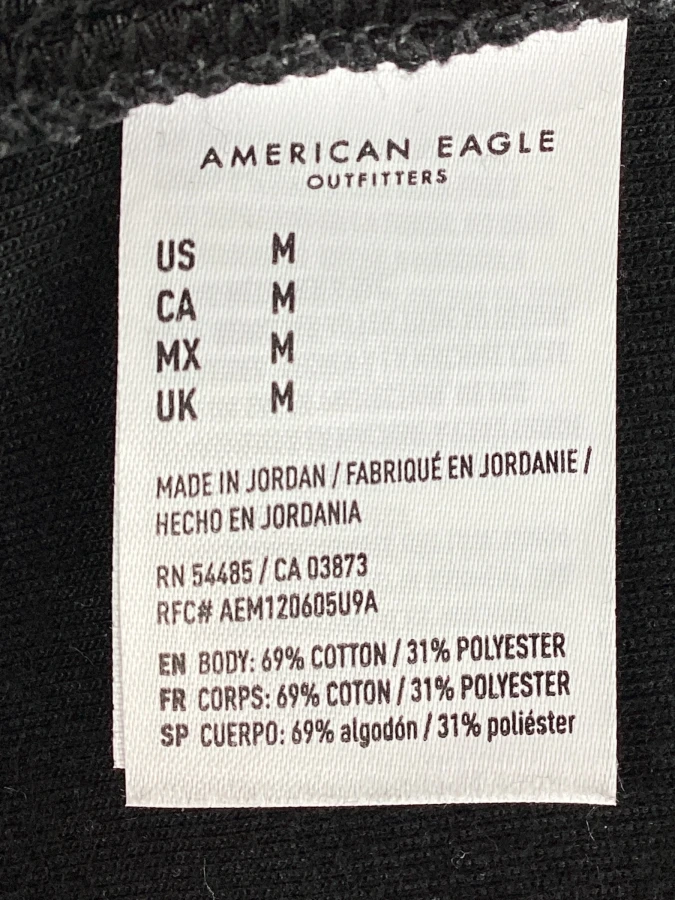 AMERICAN EAGLE
OUTFITTERS
US M
CA M
MX M
UK M
MADE IN JORDAN / FABRIQUÉ EN JORDANIE /
HECHO EN JORDANIA
RN 54485 / CA 03873
RFC# AEM120605U9A
EN BODY: 69% COTTON / 31% POLYESTER
FR CORPS: 69% COTON / 31% POLYESTER
SP CUERPO: 69% algodón / 31% poliéster